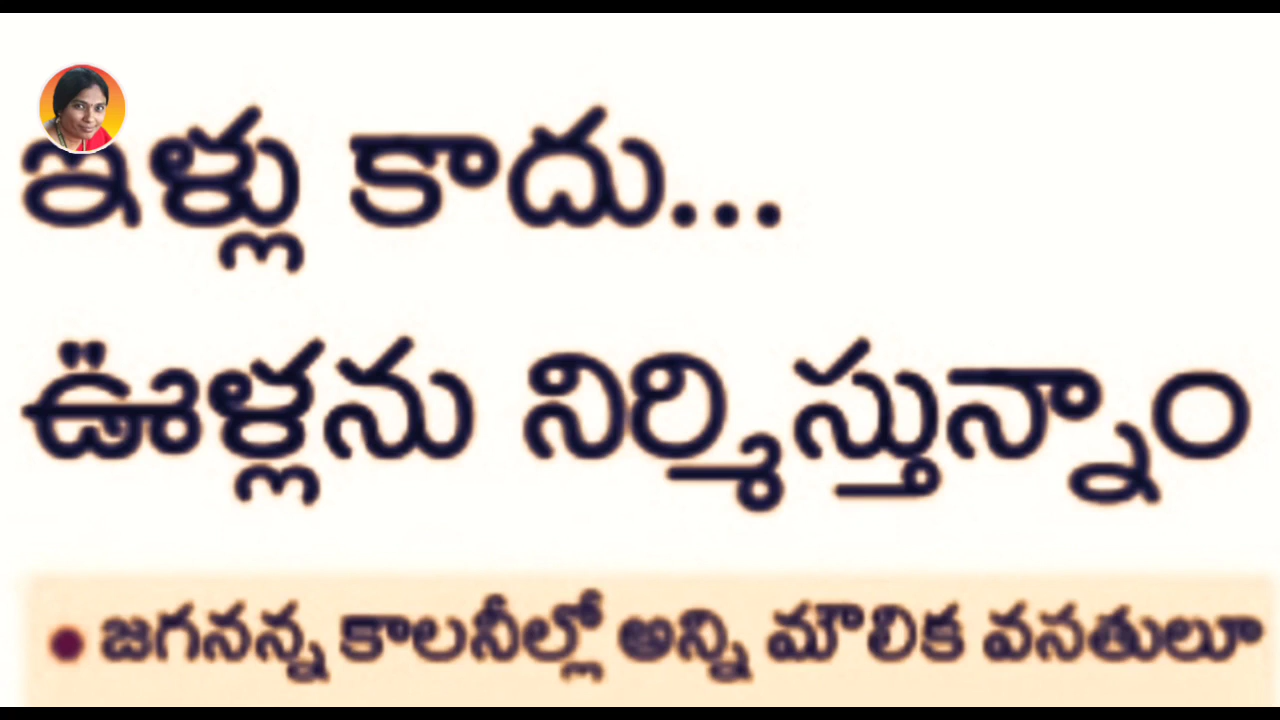 ఇళ్లు కాదు...
ఊళ్లను నిర్మిస్తున్నాం
• జగనన్న కాలనీల్లో అన్ని మౌలిక వసతులూ